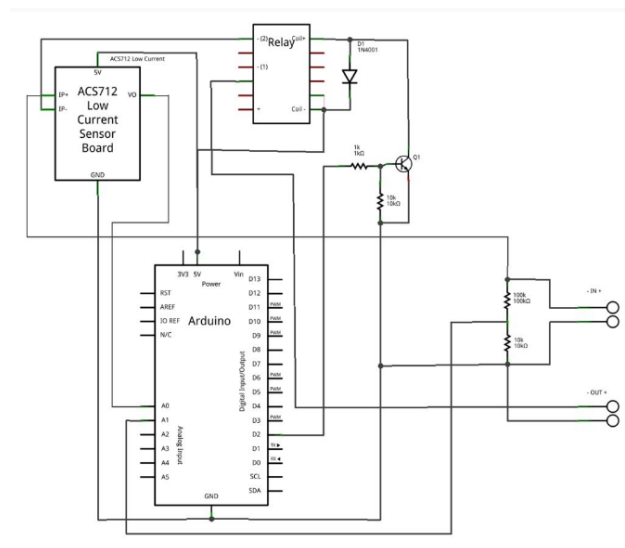 - (2)
Relay
Coil+
- (1)
+
Coil -
D1
1N4001
ACS712 Low Current
5V
IP+
IP-
VO
ACS712
Low
Current
Sensor
Board
GND
1k
1kΩ
Q1
10k
10kΩ
3V3
5V
Vin
Power
RST
AREF
IO REF
N/C
Arduino
D13
D12
D11
PWM
D10
PWM
D9
PWM
D8
D7
D6
PWM
D5
PWM
D4
D3
PWM
D2
D1
TX
D0
RX
SCL
SDA
Digital Input/Output
A0
A1
A2
A3
A4
A5
Analog Input
GND
100k
100kΩ
10k
10kΩ
- IN +
- OUT +